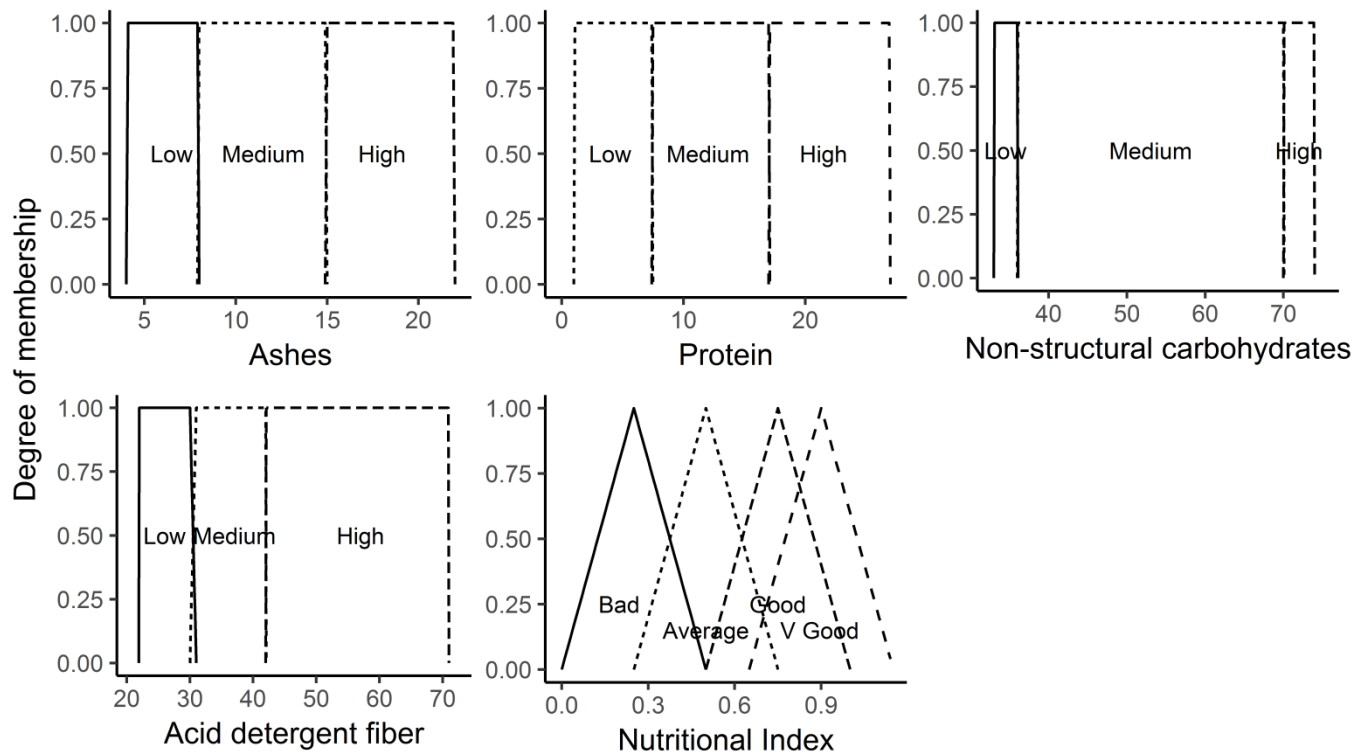 Degree of membership
1.00
0.75
0.50
0.25
0.00
Low
Medium
High
5
10
15
20
Ashes
1.00
0.75
0.50
0.25
0.00
Low
Medium
High
0
10
20
Protein
1.00
0.75
0.50
0.25
0.00
Low
Medium
High
40
50
60
70
Non-structural carbohydrates
1.00
0.75
0.50
0.25
0.00
Low
Medium
High
20
30
40
50
60
70
Acid detergent fiber
1.00
0.75
0.50
0.25
0.00
Bad
Good
Average
V Good
0.0
0.3
0.6
0.9
Nutritional Index